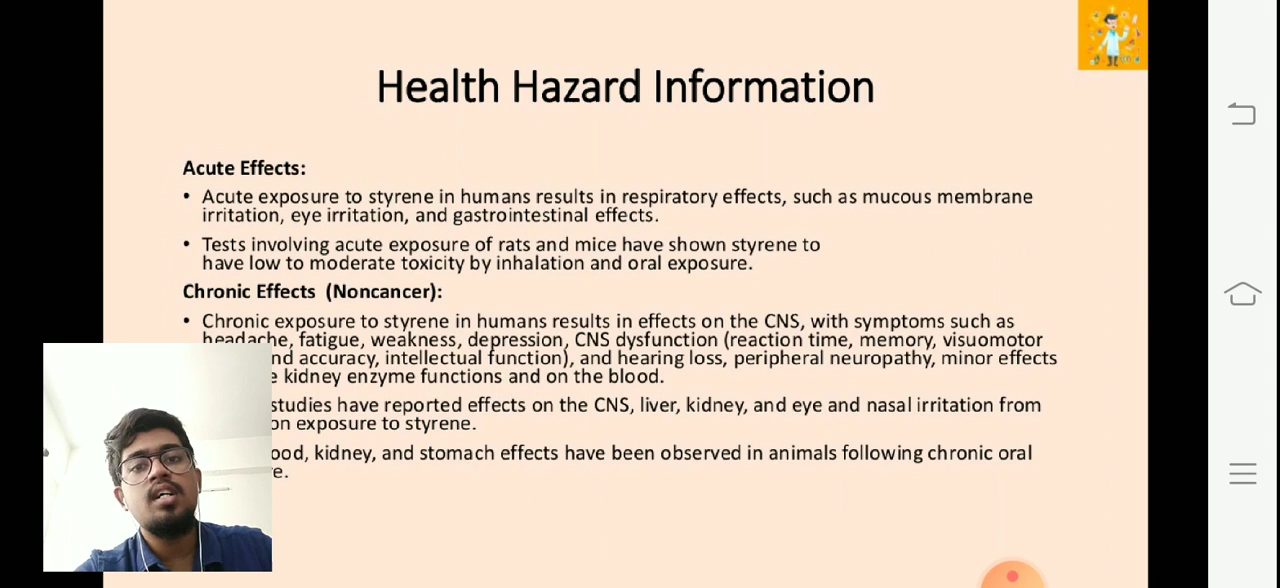 Health Hazard Information
Acute Effects:
• Acute exposure to styrene in humans results in respiratory effects, such as mucous membrane
irritation, eye irritation, and gastrointestinal effects.
• Tests involving acute exposure of rats and mice have shown styrene to
have low to moderate toxicity by inhalation and oral exposure.
Chronic Effects (Noncancer):
• Chronic exposure to styrene in humans results in effects on the CNS, with symptoms such as
headache, fatigue, weakness, depression, CNS dysfunction (reaction time, memory, visuomotor
and accuracy, intellectual function), and hearing loss, peripheral neuropathy, minor effects
kidney enzyme functions and on the blood.
studies have reported effects on the CNS, liver, kidney, and eye and nasal irritation from
exposure to styrene.
kidney, and stomach effects have been observed in animals following chronic oral